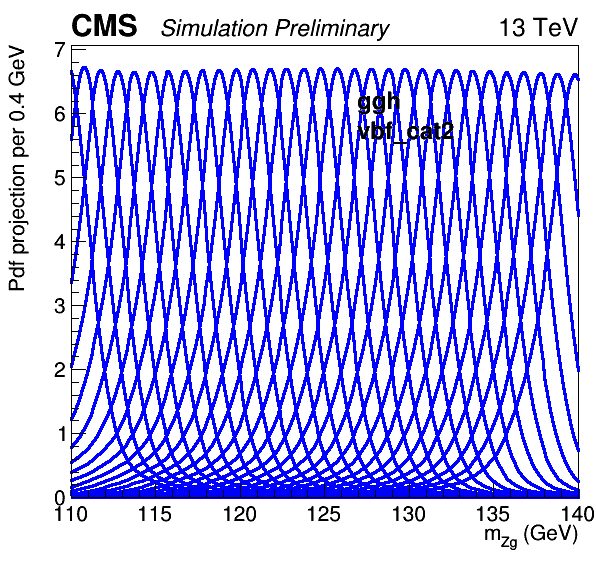 CMS Simulation Preliminary 13 TeV
Pdf projection per 0.4 GeV
7
6
5
4
3
2
1
0
ggh
vbf_cat2
110 115 120 125 130 135 140
m_Zg (GeV)